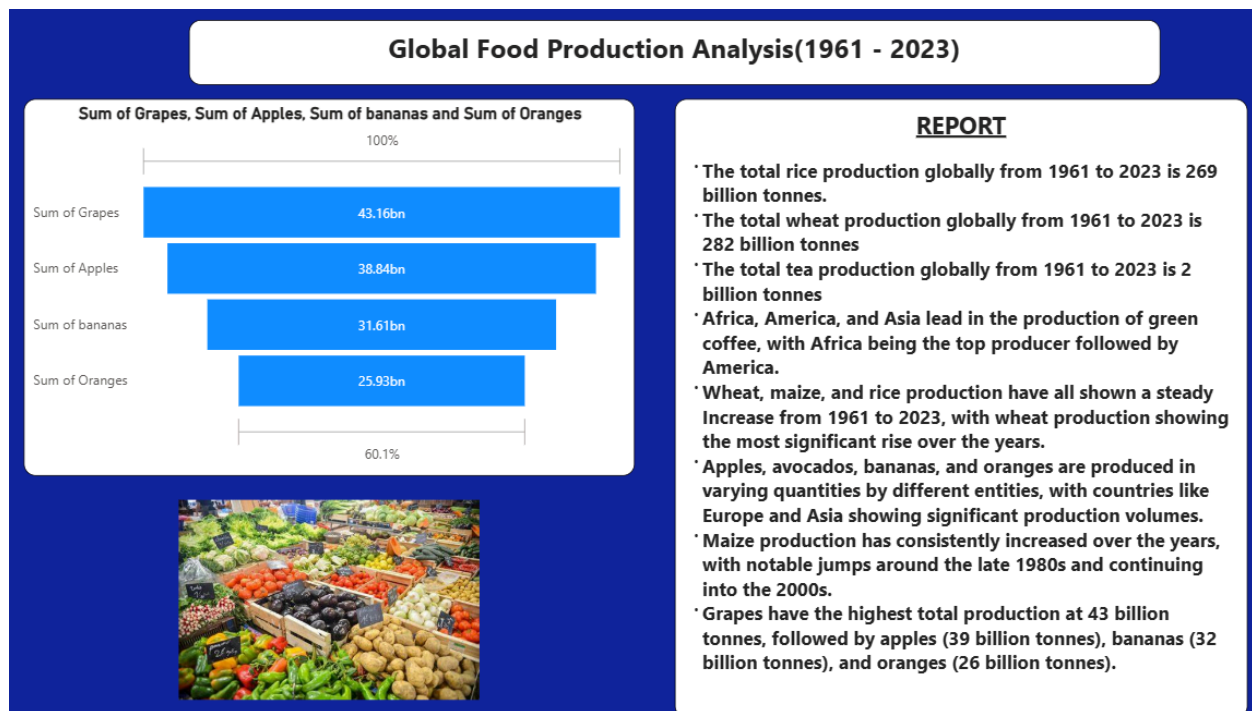 Global Food Production Analysis(1961 - 2023)
Sum of Grapes, Sum of Apples, Sum of bananas and Sum of Oranges
100%
Sum of Grapes
43.16bn
Sum of Apples
38.84bn
Sum of bananas
31.61bn
Sum of Oranges
25.93bn
60.1%
REPORT
The total rice production globally from 1961 to 2023 is 269
billion tonnes.
The total wheat production globally from 1961 to 2023 is
282 billion tonnes
The total tea production globally from 1961 to 2023 is 2
billion tonnes
Africa, America, and Asia lead in the production of green
coffee, with Africa being the top producer followed by
America.
Wheat, maize, and rice production have all shown a steady
Increase from 1961 to 2023, with wheat production showing
the most significant rise over the years.
Apples, avocados, bananas, and oranges are produced in
varying quantities by different entities, with countries like
Europe and Asia showing significant production volumes.
Maize production has consistently increased over the years,
with notable jumps around the late 1980s and continuing
into the 2000s.
Grapes have the highest total production at 43 billion
tonnes, followed by apples (39 billion tonnes), bananas (32
billion tonnes), and oranges (26 billion tonnes).